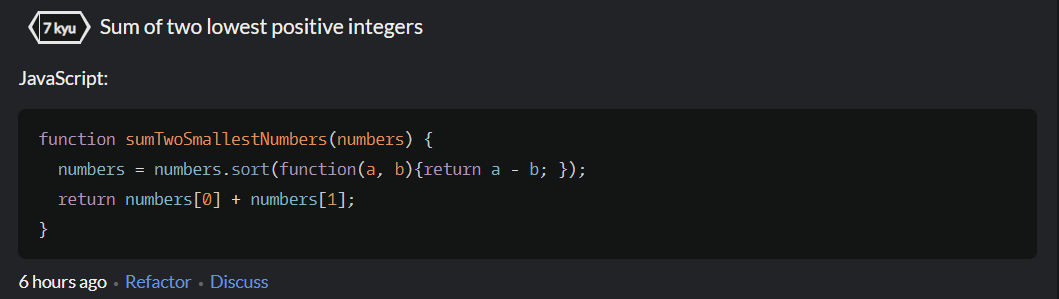 7 kyu Sum of two lowest positive integers
JavaScript:
function sumTwoSmallestNumbers(numbers) {
  numbers = numbers.sort(function(a, b){return a - b; });
  return numbers[0] + numbers[1];
}
6 hours ago • Refactor • Discuss